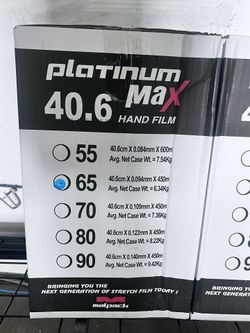 platinum
max
40.6
HAND FILM
55 40.6cm X 0.084mm X 600m
Avg. Net Case Wt. = 7.54Kg
65 40.6cm X 0.094mm X 450m
Avg. Net Case Wt. = 6.34Kg
70 40.6cm X 0.109mm X 450m
Avg. Net Case Wt. = 7.36Kg
80 40.6cm X 0.122mm X 450m
Avg. Net Case Wt. = 8.22Kg
90 40.6cm X 0.140mm X 450m
Avg. Net Case Wt. = 9.42Kg
BRINGING YOU THE
NEXT GENERATION OF STRETCH FILM TODAY !
malpack